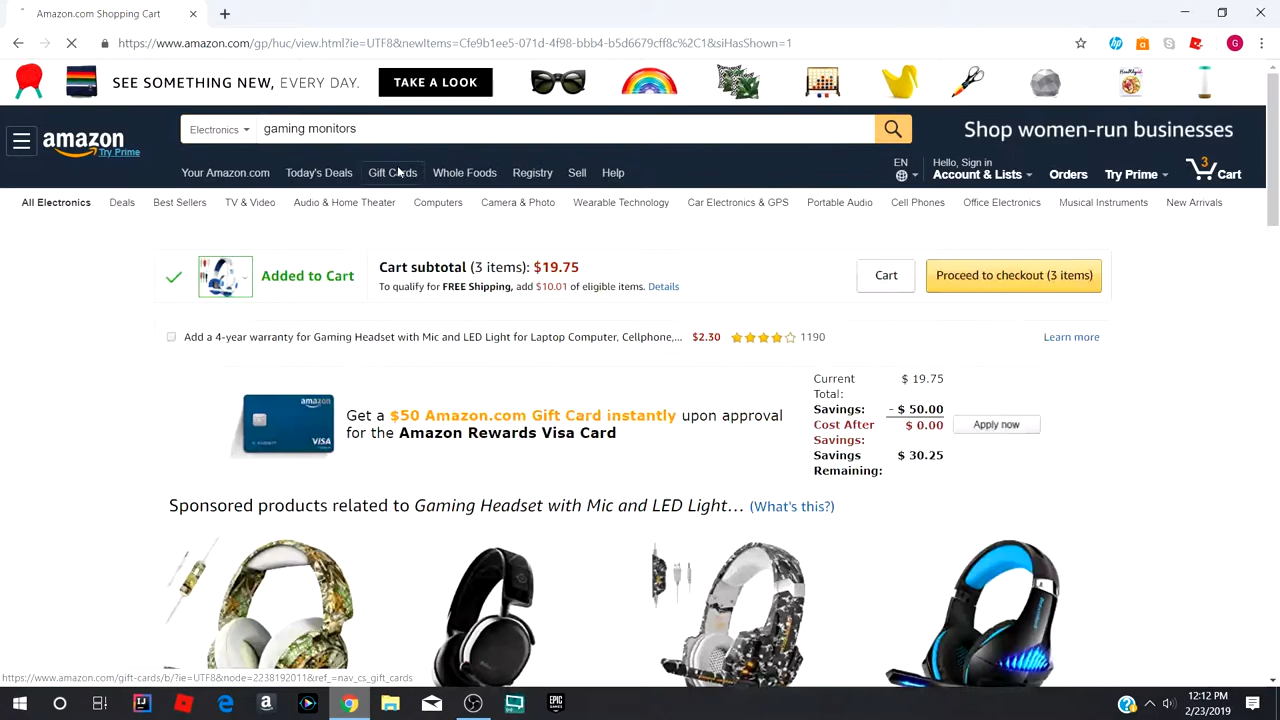 Amazon.com Shopping Cart
https://www.amazon.com/gp/huc/view.html?ie=UTF8&newItems=Cfe9b1ee5-071d-4f98-bbb4-b5d6679cff8c%2C1&siHasShown=1
SEE SOMETHING NEW, EVERY DAY. TAKE A LOOK
Electronics gaming monitors
amazon Try Prime
Shop women-run businesses
Your Amazon.com Today's Deals Gift Cards Whole Foods Registry Sell Help
EN Hello, Sign in Account & Lists Orders Try Prime 3 Cart
All Electronics Deals Best Sellers TV & Video Audio & Home Theater Computers Camera & Photo Wearable Technology Car Electronics & GPS Portable Audio Cell Phones Office Electronics Musical Instruments New Arrivals
Added to Cart
Cart subtotal (3 items): $19.75
To qualify for FREE Shipping, add $10.01 of eligible items. Details
Cart
Proceed to checkout (3 items)
Add a 4-year warranty for Gaming Headset with Mic and LED Light for Laptop Computer, Cellphone,... $2.30 1190 Learn more
amazon
VISA
Get a $50 Amazon.com Gift Card instantly upon approval
for the Amazon Rewards Visa Card
Current Total: $ 19.75
Savings: - $ 50.00
Cost After Savings: $ 0.00
Savings Remaining: $ 30.25
Apply now
Sponsored products related to Gaming Headset with Mic and LED Light... (What's this?)
https://www.amazon.com/gift-cards/b/?ie=UTF8&node=2238192011&ref_=nav_cs_gift_cards
EPIC GAMES
12:12 PM
2/23/2019